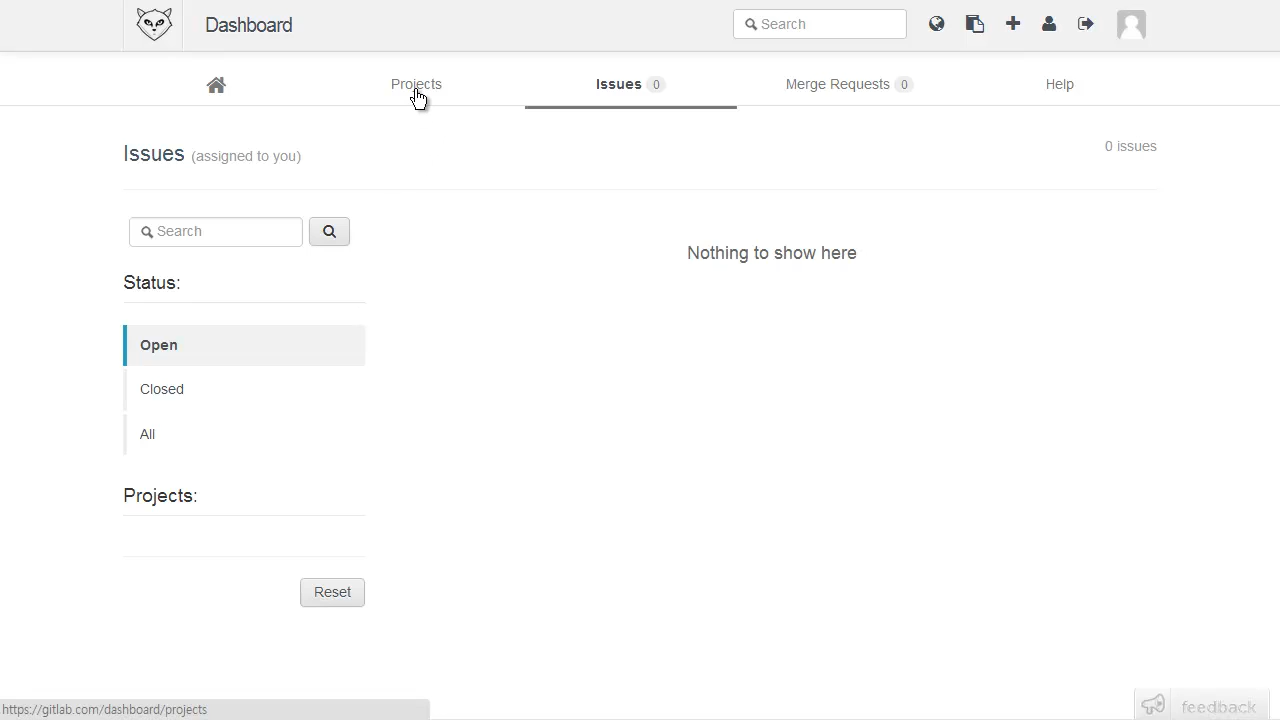 Dashboard
Search
Projects
Issues 0
Merge Requests 0
Help
Issues (assigned to you)
0 issues
Search
Nothing to show here
Status:
Open
Closed
All
Projects:
Reset
https://gitlab.com/dashboard/projects
feedback